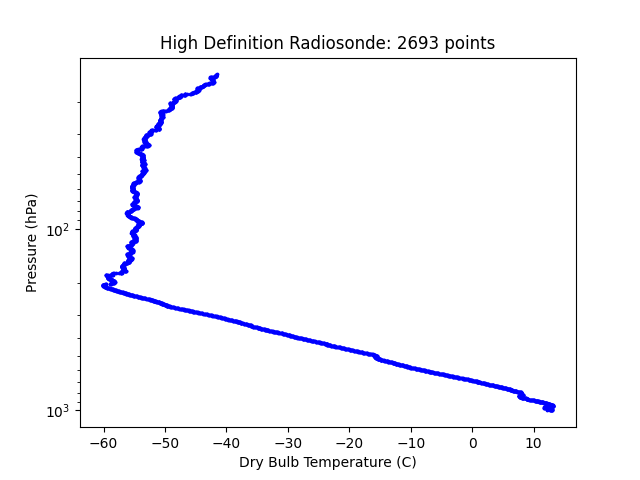 High Definition Radiosonde: 2693 points
Pressure (hPa)
10²
10³
−60 −50 −40 −30 −20 −10 0 10
Dry Bulb Temperature (C)